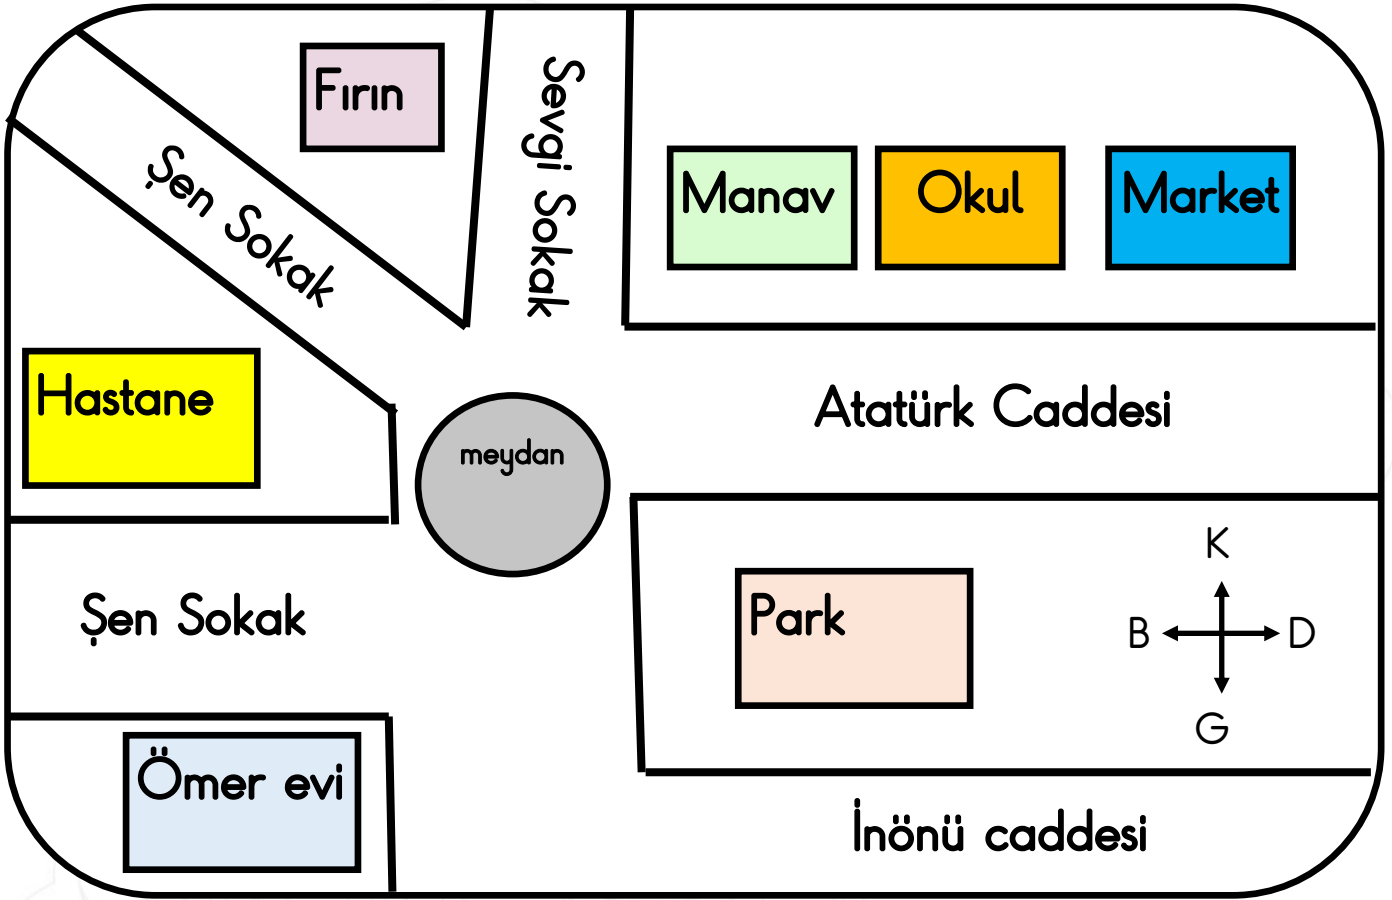 Fırın
Sevgi Sokak
Şen Sokak
Manav
Okul
Market
Hastane
Atatürk Caddesi
meydan
K
B
D
G
Şen Sokak
Park
Ömer evi
İnönü caddesi